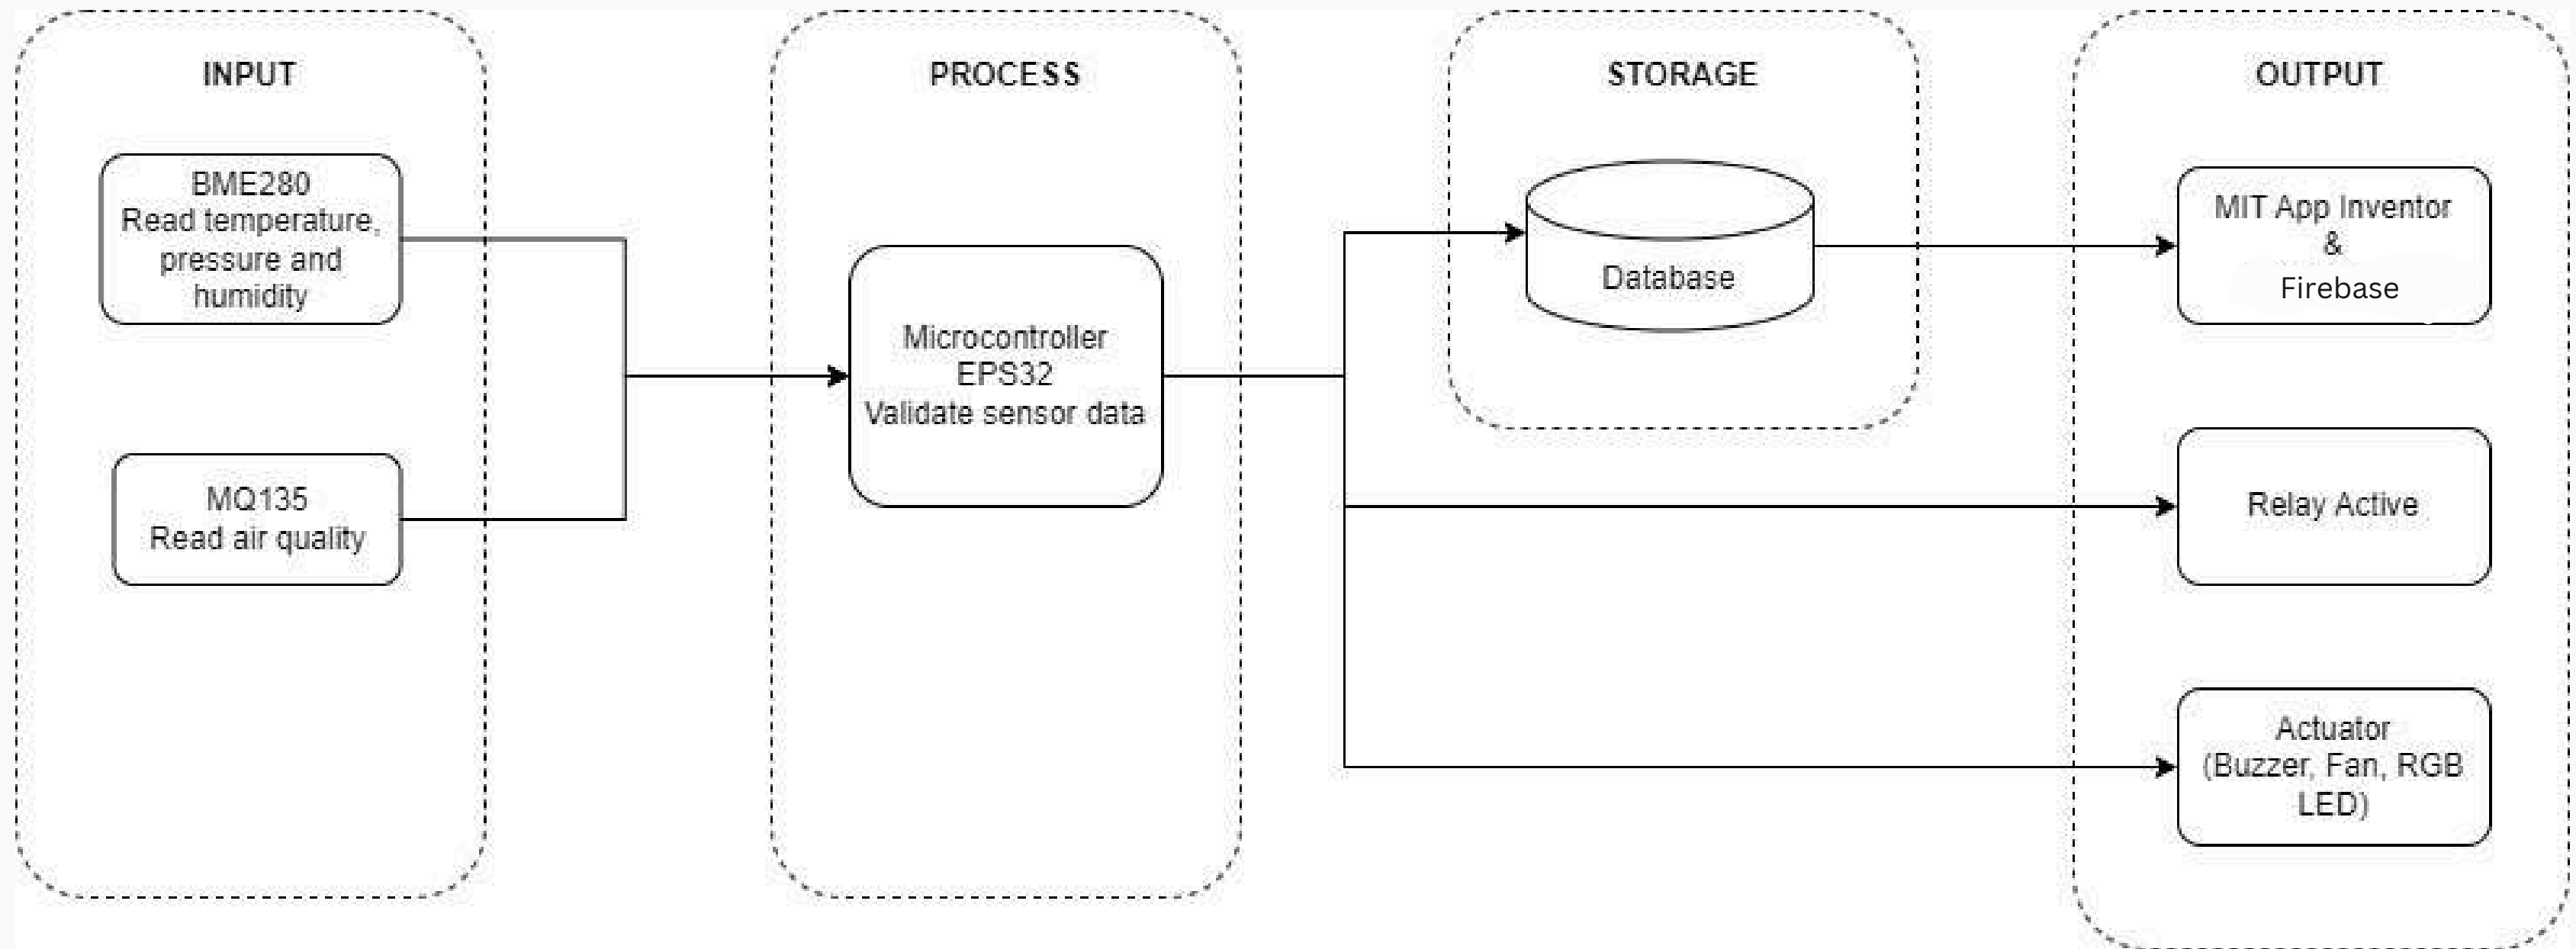 INPUT
BME280
Read temperature,
pressure and
humidity
MQ135
Read air quality
PROCESS
Microcontroller
EPS32
Validate sensor data
STORAGE
Database
OUTPUT
MIT App Inventor
&
Firebase
Relay Active
Actuator
(Buzzer, Fan, RGB
LED)